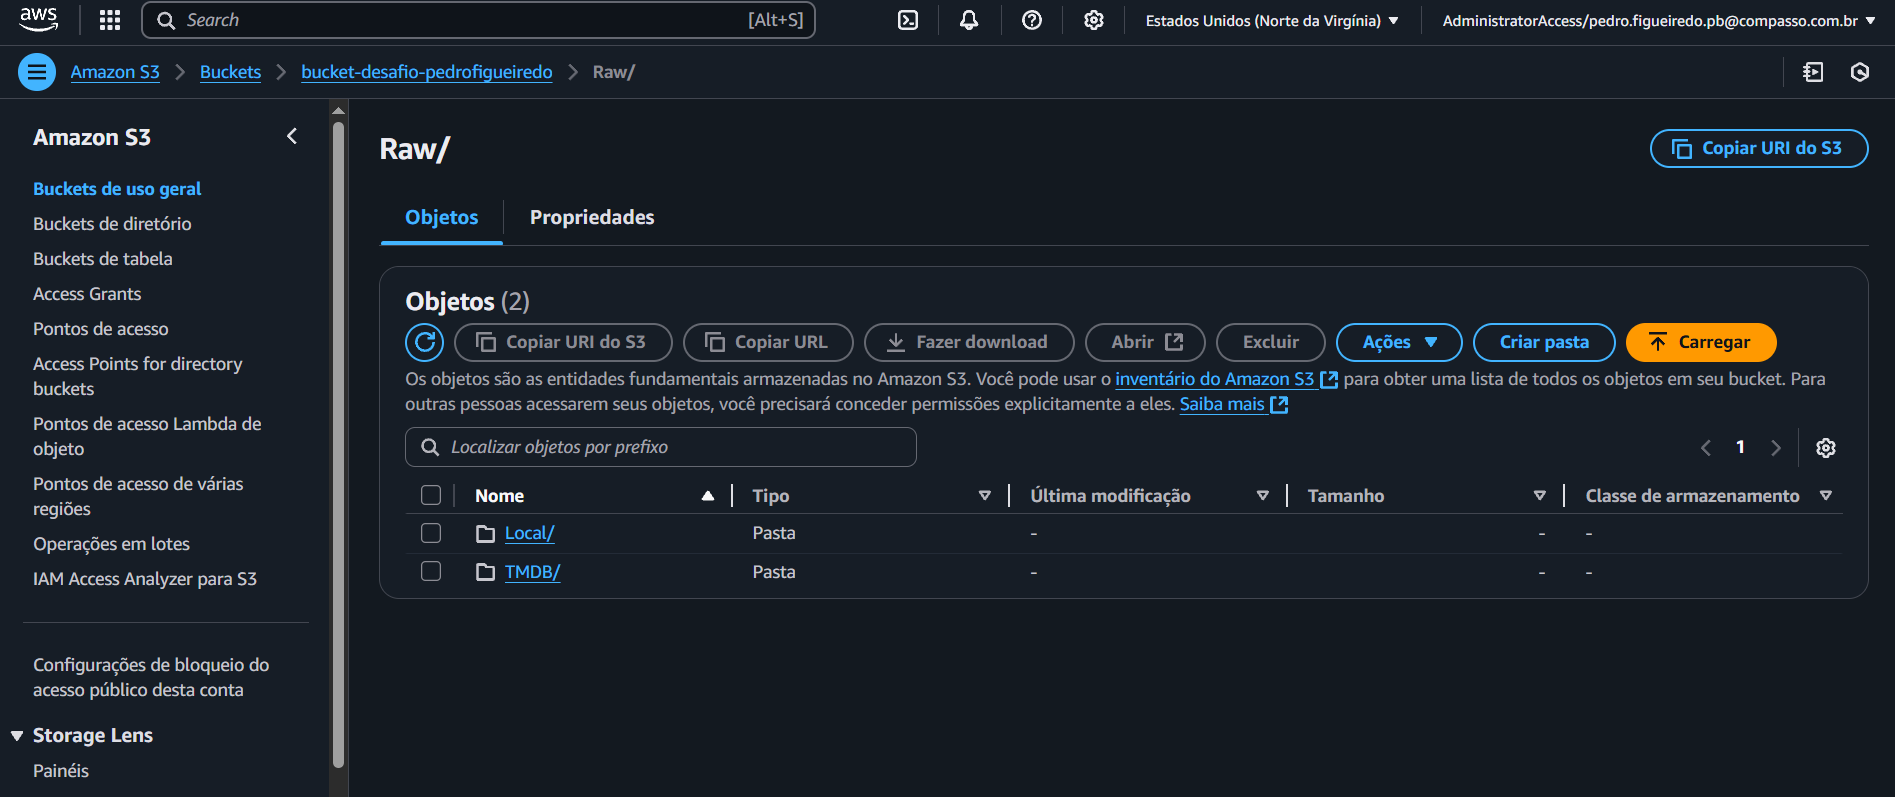 aws
Search [Alt+S]
Estados Unidos (Norte da Virgínia)
AdministratorAccess/pedro.figueiredo.pb@compasso.com.br
Amazon S3 > Buckets > bucket-desafio-pedrofigueiredo > Raw/
Amazon S3
Buckets de uso geral
Buckets de diretório
Buckets de tabela
Access Grants
Pontos de acesso
Access Points for directory
buckets
Pontos de acesso Lambda de
objeto
Pontos de acesso de várias
regiões
Operações em lotes
IAM Access Analyzer para S3
Configurações de bloqueio do
acesso público desta conta
Storage Lens
Painéis
Raw/
Copiar URI do S3
Objetos
Propriedades
Objetos (2)
Copiar URI do S3
Copiar URL
Fazer download
Abrir
Excluir
Ações
Criar pasta
Carregar
Os objetos são as entidades fundamentais armazenadas no Amazon S3. Você pode usar o inventário do Amazon S3 para obter uma lista de todos os objetos em seu bucket. Para
outras pessoas acessarem seus objetos, você precisará conceder permissões explicitamente a eles. Saiba mais
Localizar objetos por prefixo
1
Nome Tipo Última modificação Tamanho Classe de armazenamento
Local/ Pasta - - -
TMDB/ Pasta - - -